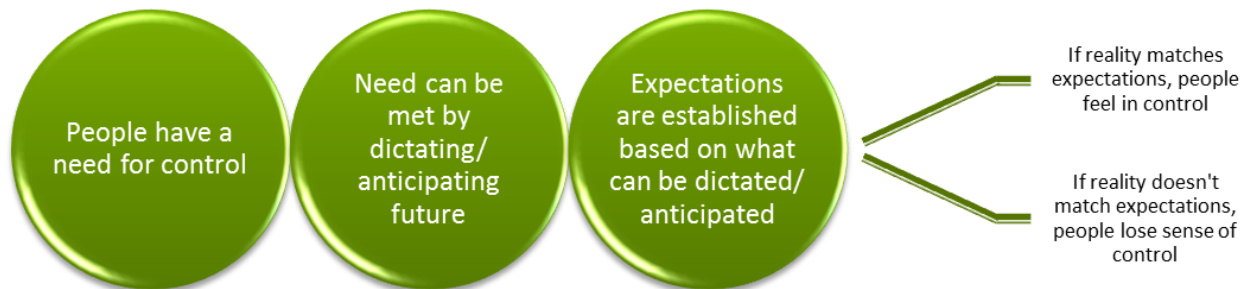 People have a
need for control
Need can be
met by
dictating/
anticipating
future
Expectations
are established
based on what
can be dictated/
anticipated
If reality matches
expectations, people
feel in control
If reality doesn't
match expectations,
people lose sense of
control